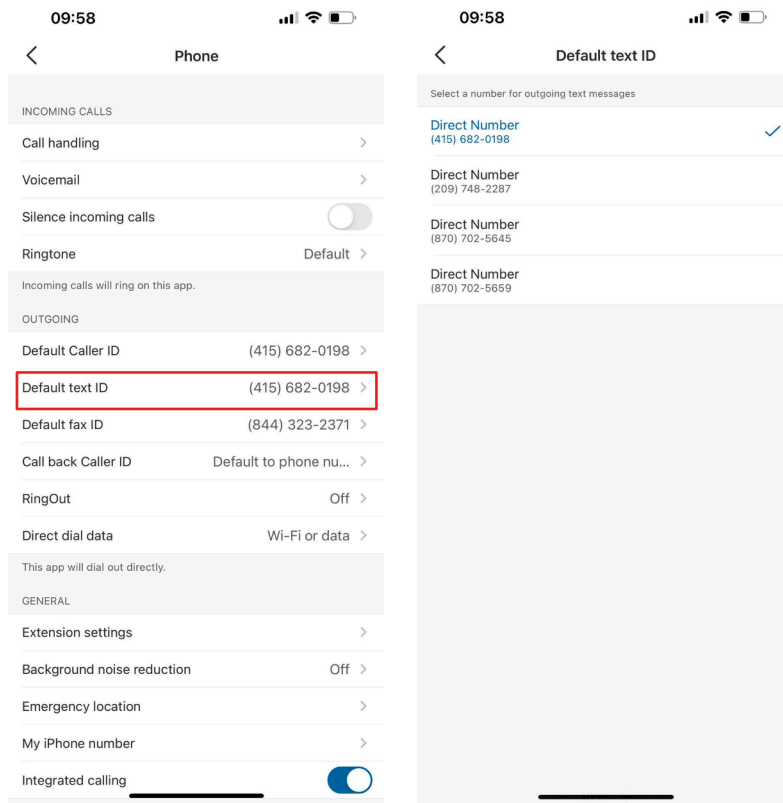 09:58
Phone
INCOMING CALLS
Call handling
Voicemail
Silence incoming calls
Ringtone Default
Incoming calls will ring on this app.
OUTGOING
Default Caller ID (415) 682-0198
Default text ID (415) 682-0198
Default fax ID (844) 323-2371
Call back Caller ID Default to phone nu...
RingOut Off
Direct dial data Wi-Fi or data
This app will dial out directly.
GENERAL
Extension settings
Background noise reduction Off
Emergency location
My iPhone number
Integrated calling
09:58
Default text ID
Select a number for outgoing text messages
Direct Number
(415) 682-0198
Direct Number
(209) 748-2287
Direct Number
(870) 702-5645
Direct Number
(870) 702-5659